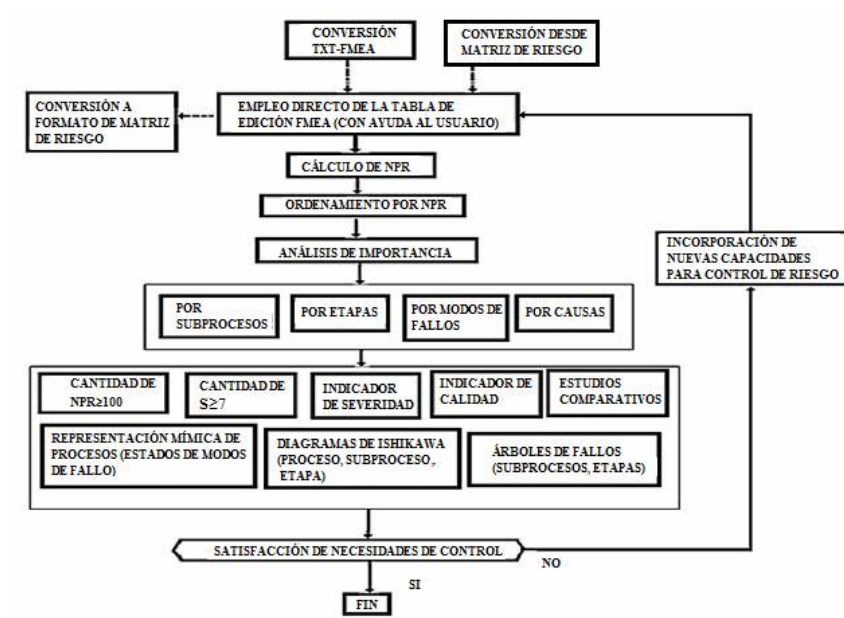 CONVERSIÓN
TXT-FMEA
CONVERSIÓN DESDE
MATRIZ DE RIESGO
CONVERSIÓN A
FORMATO DE MATRIZ
DE RIESGO
EMPLEO DIRECTO DE LA TABLA DE
EDICIÓN FMEA (CON AYUDA AL USUARIO)
CÁLCULO DE NPR
ORDENAMIENTO POR NPR
ANÁLISIS DE IMPORTANCIA
INCORPORACIÓN DE
NUEVAS CAPACIDADES
PARA CONTROL DE RIESGO
POR
SUBPROCESOS
POR ETAPAS
POR MODOS DE
FALLOS
POR CAUSAS
CANTIDAD DE
NPR≥100
CANTIDAD DE
S≥7
INDICADOR
DE SEVERIDAD
INDICADOR DE
CALIDAD
ESTUDIOS
COMPARATIVOS
REPRESENTACIÓN MÍMICA DE
PROCESOS (ESTADOS DE MODOS
DE FALLO)
DIAGRAMAS DE ISHIKAWA
(PROCESO, SUBPROCESO,
ETAPA)
ÁRBOLES DE FALLOS
(SUBPROCESOS, ETAPAS)
SATISFACCIÓN DE NECESIDADES DE CONTROL
NO
SI
FIN